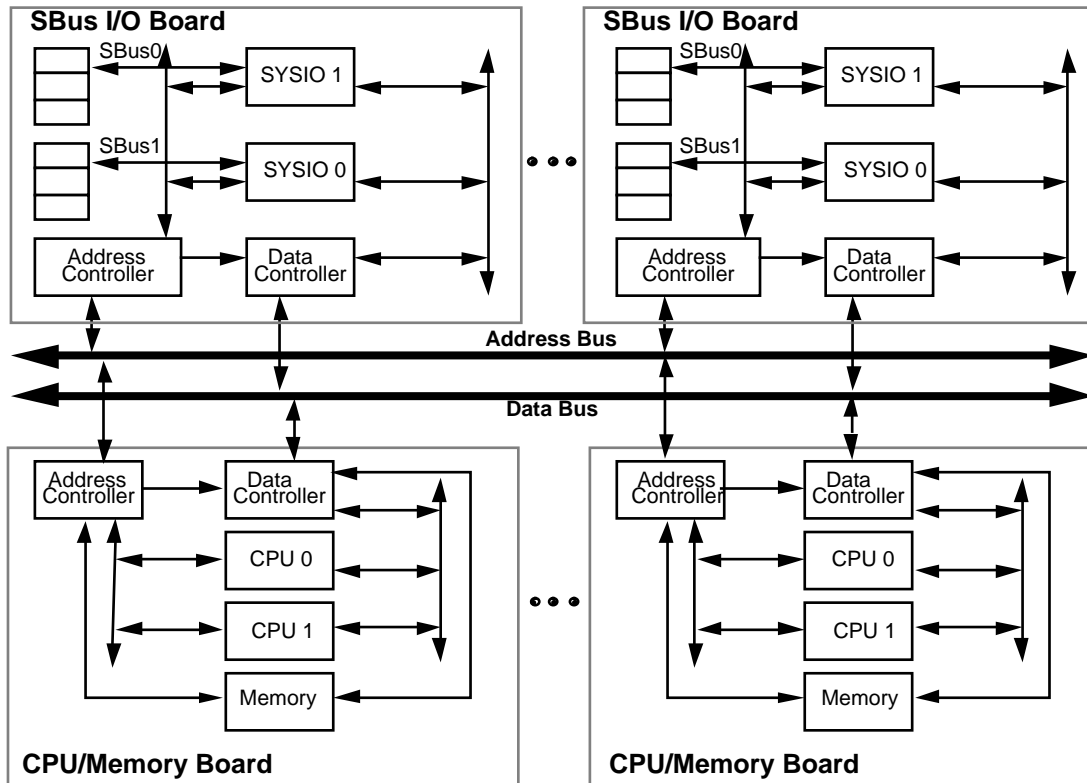 SBus I/O Board
SBus0
SYSIO 1
SBus1
SYSIO 0
Address
Controller
Data
Controller
SBus I/O Board
SBus0
SYSIO 1
SBus1
SYSIO 0
Address
Controller
Data
Controller
Address Bus
Data Bus
Address
Controller
Data
Controller
CPU 0
CPU 1
Memory
CPU/Memory Board
Address
Controller
Data
Controller
CPU 0
CPU 1
Memory
CPU/Memory Board